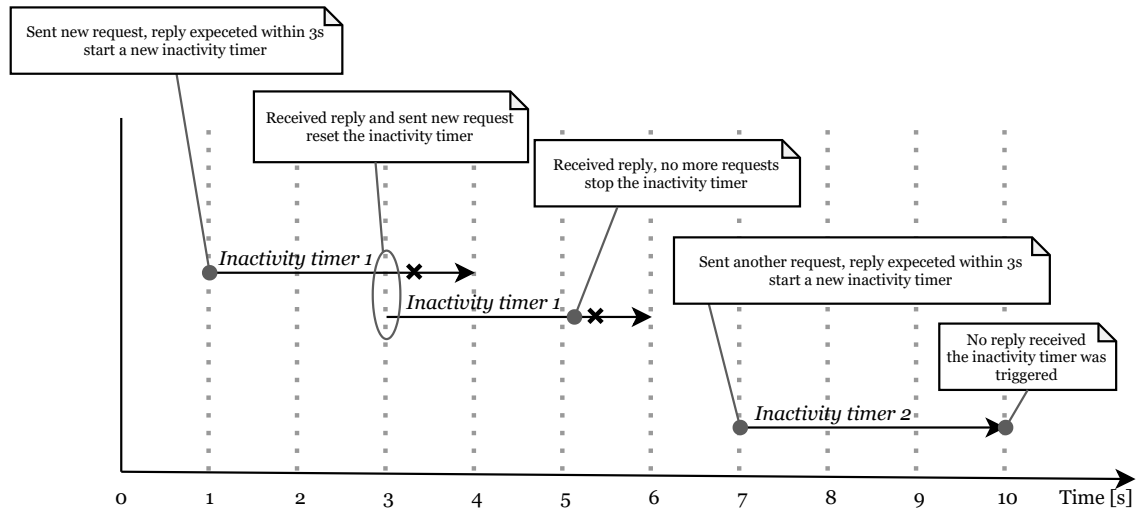 Sent new request, reply expeceted within 3s
start a new inactivity timer
Received reply and sent new request
reset the inactivity timer
Received reply, no more requests
stop the inactivity timer
Inactivity timer 1
Sent another request, reply expeceted within 3s
start a new inactivity timer
Inactivity timer 1
No reply received
the inactivity timer was
triggered
Inactivity timer 2
0 1 2 3 4 5 6 7 8 9 10 Time [s]